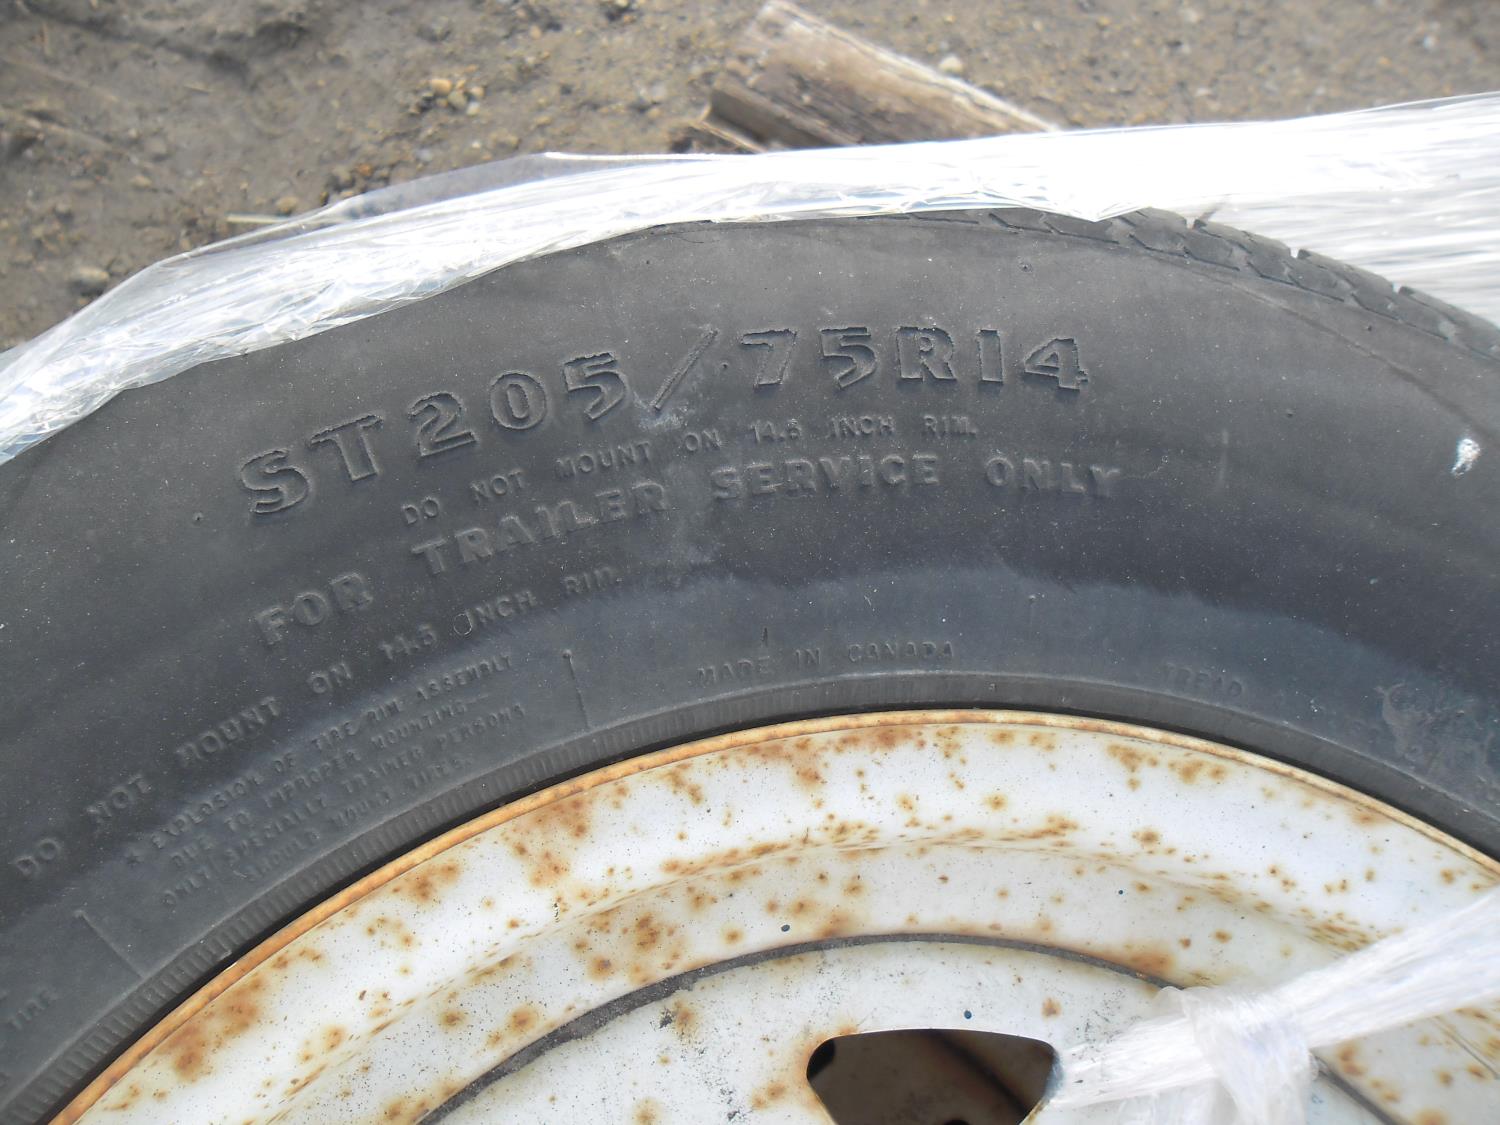 ST205/75R14
DO NOT MOUNT ON 14.5 INCH RIM.
FOR TRAILER SERVICE ONLY
DO NOT MOUNT ON 14.5 INCH RIM.
EXPLOSION OF TIRE/RIM ASSEMBLY
DUE TO IMPROPER MOUNTING—
ONLY SPECIALLY TRAINED PERSONS
SHOULD MOUNT TIRES
MADE IN CANADA
TREAD
TIRE